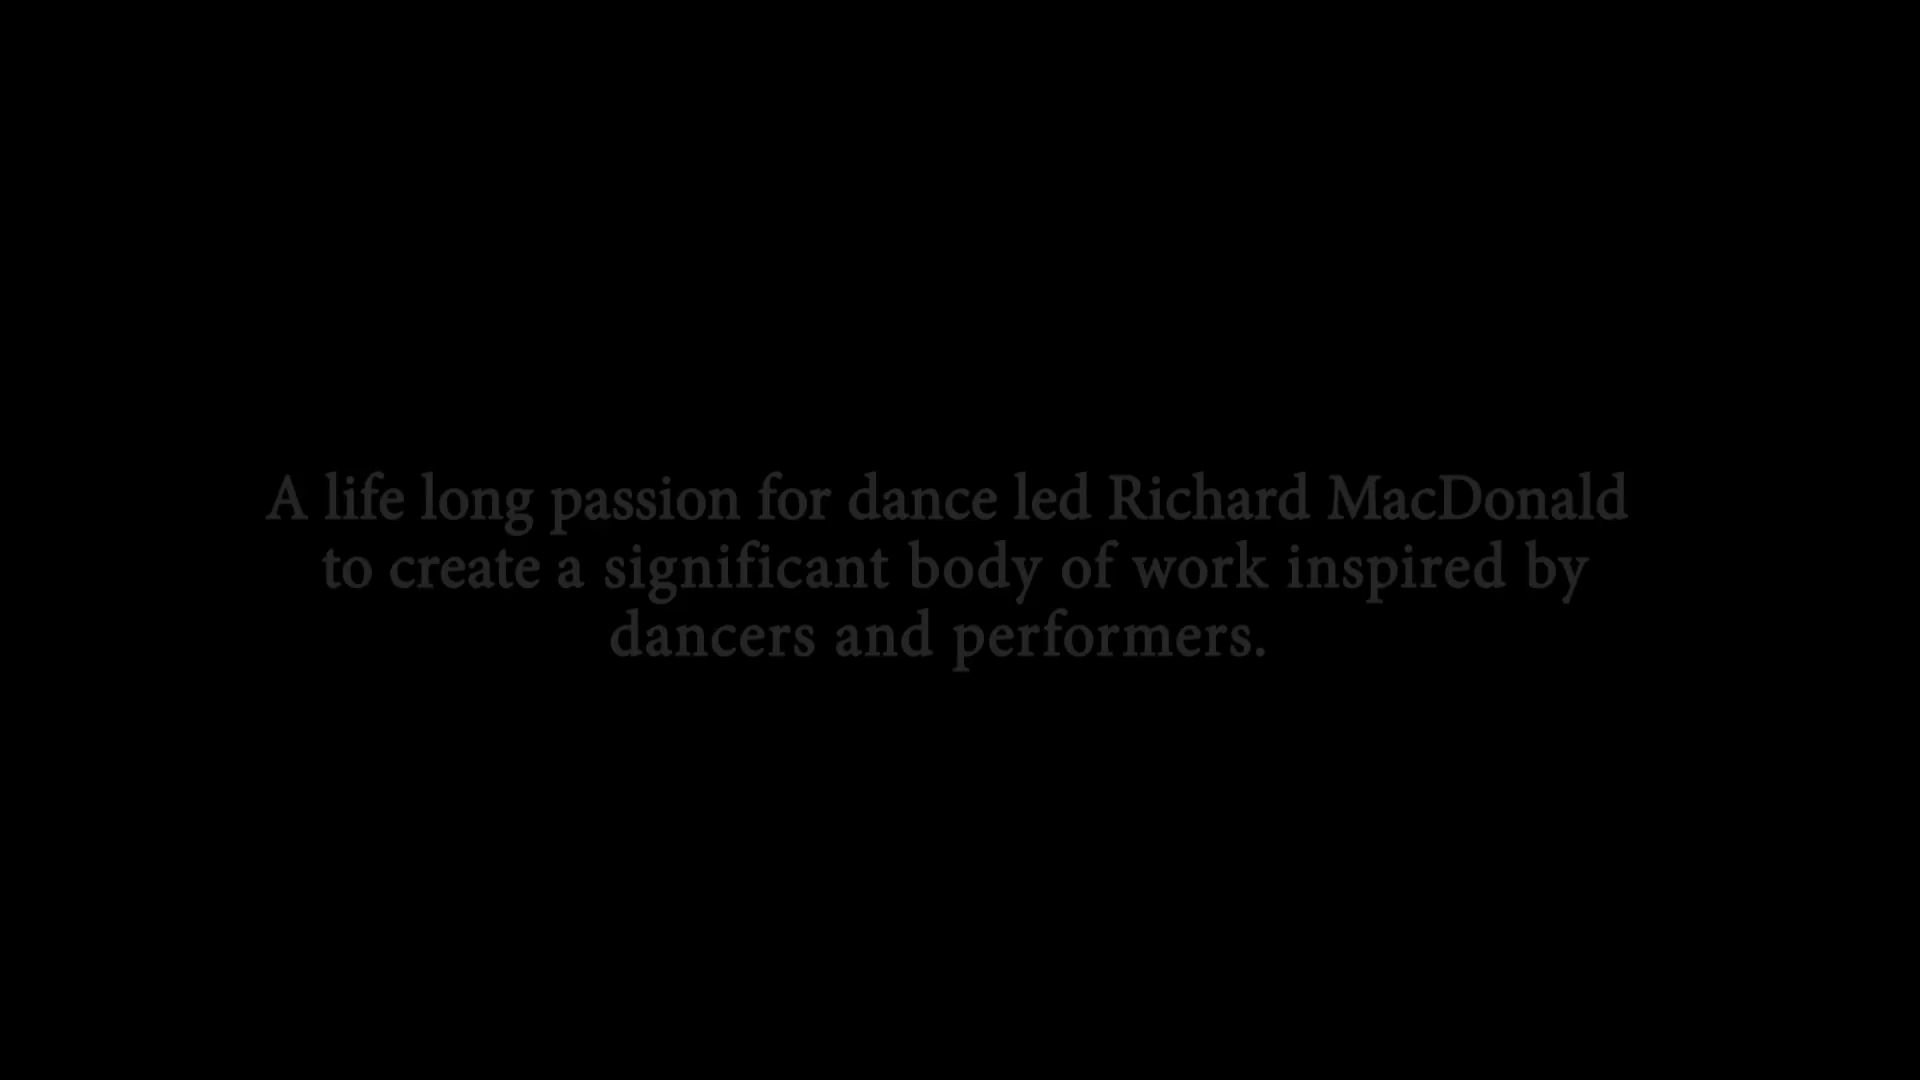 A life long passion for dance led Richard MacDonald
to create a significant body of work inspired by
dancers and performers.